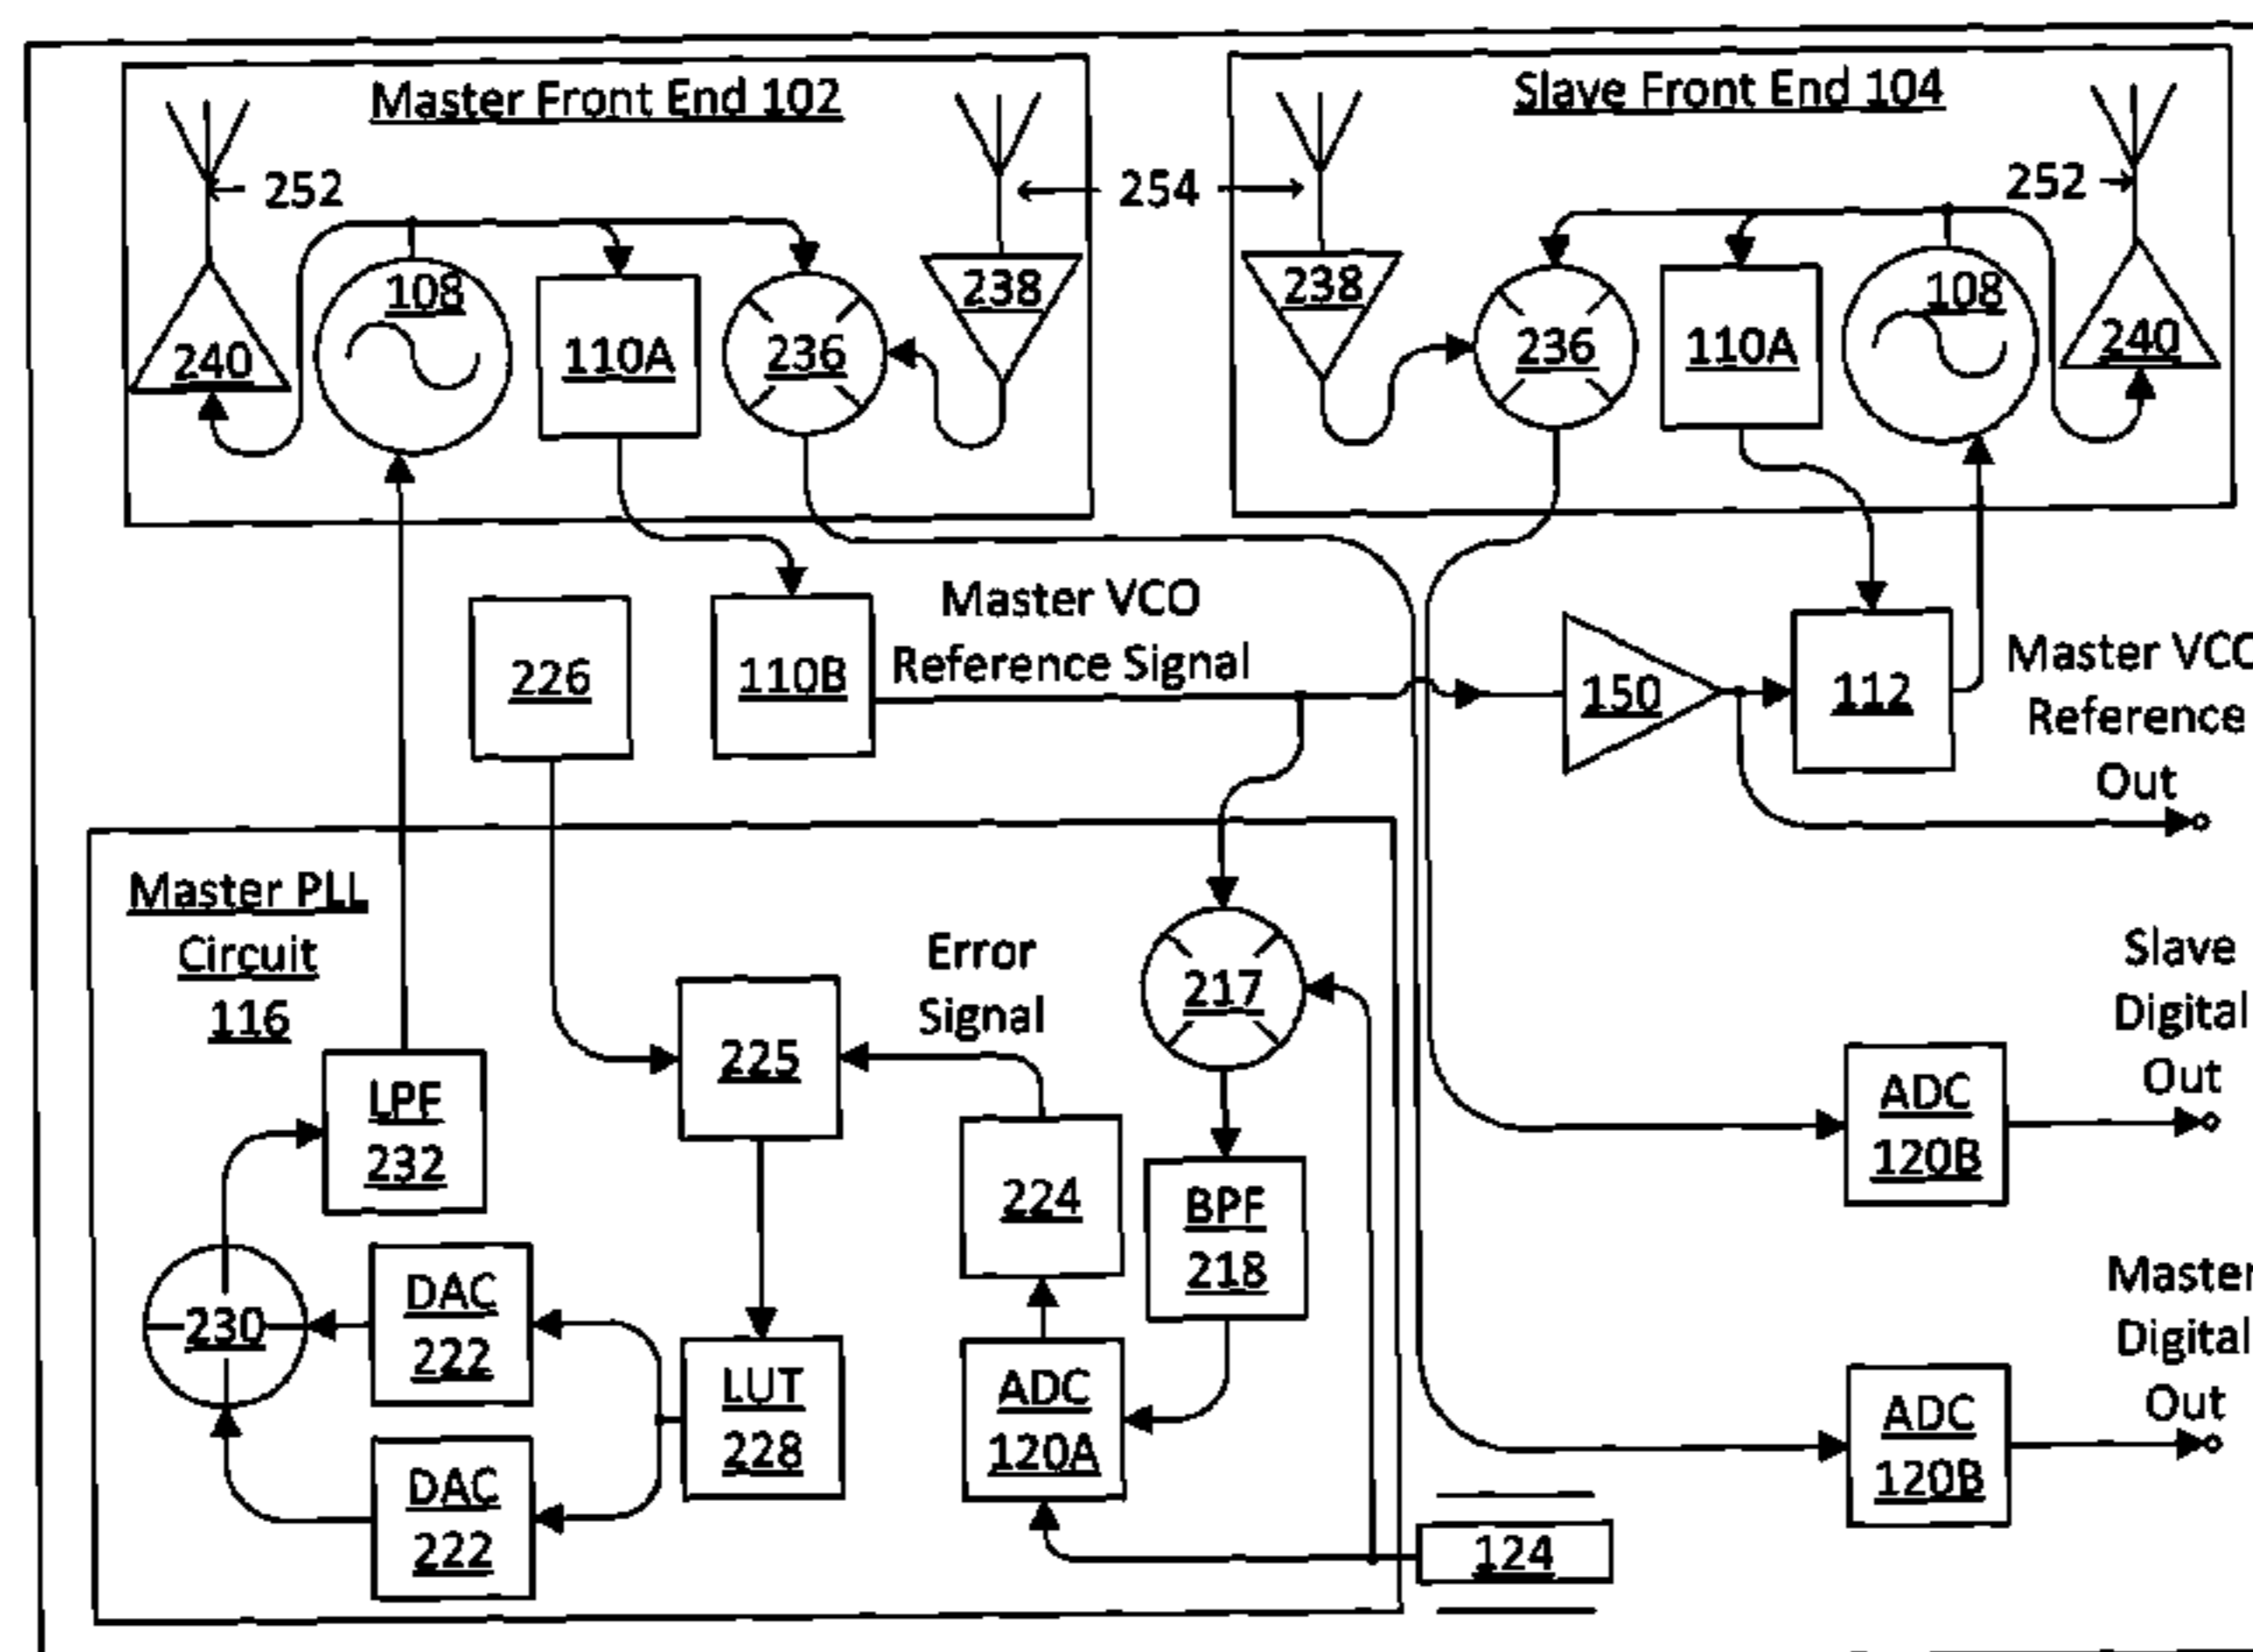 Master Front End 102
Slave Front End 104
252
254
252
240
108
110A
236
238
238
236
110A
108
240
226
110B
Master VCO
Reference Signal
150
112
Master VCO
Reference
Out
Master PLL
Circuit
116
Error
Signal
217
225
224
LPF
232
BPF
218
230
DAC
222
DAC
222
LUT
228
ADC
120A
124
Slave
Digital
Out
ADC
120B
Master
Digital
Out
ADC
120B